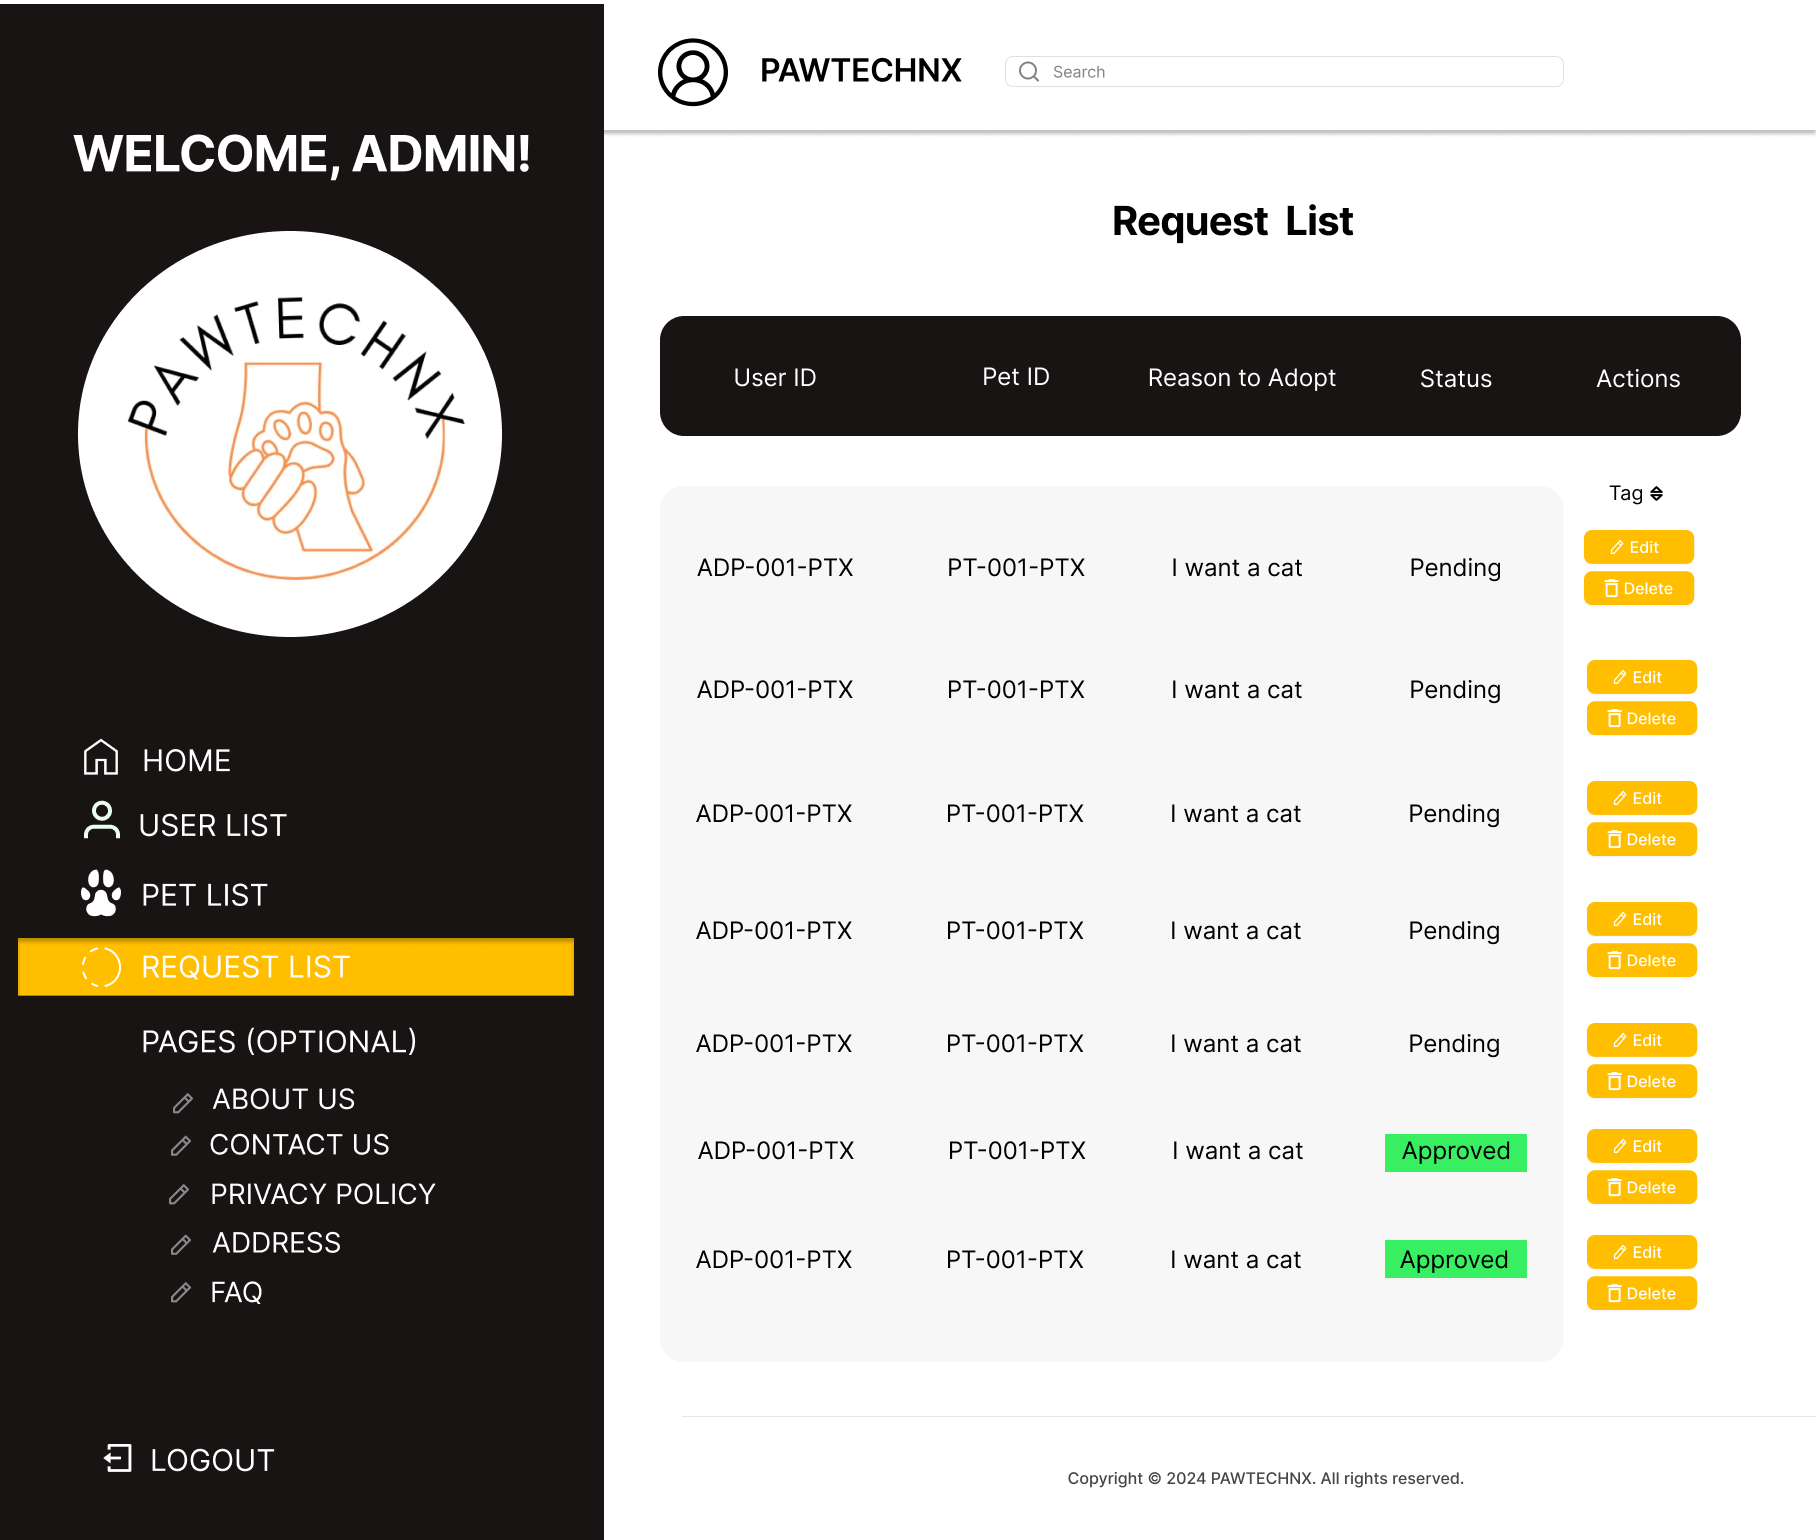 WELCOME, ADMIN!
PAWTECHNX
HOME
USER LIST
PET LIST
REQUEST LIST
PAGES (OPTIONAL)
ABOUT US
CONTACT US
PRIVACY POLICY
ADDRESS
FAQ
LOGOUT
PAWTECHNX Search
Request List
User ID Pet ID Reason to Adopt Status Actions
Tag
ADP-001-PTX PT-001-PTX I want a cat Pending
Edit
Delete
ADP-001-PTX PT-001-PTX I want a cat Pending
Edit
Delete
ADP-001-PTX PT-001-PTX I want a cat Pending
Edit
Delete
ADP-001-PTX PT-001-PTX I want a cat Pending
Edit
Delete
ADP-001-PTX PT-001-PTX I want a cat Pending
Edit
Delete
ADP-001-PTX PT-001-PTX I want a cat Approved
Edit
Delete
ADP-001-PTX PT-001-PTX I want a cat Approved
Edit
Delete
Copyright © 2024 PAWTECHNX. All rights reserved.